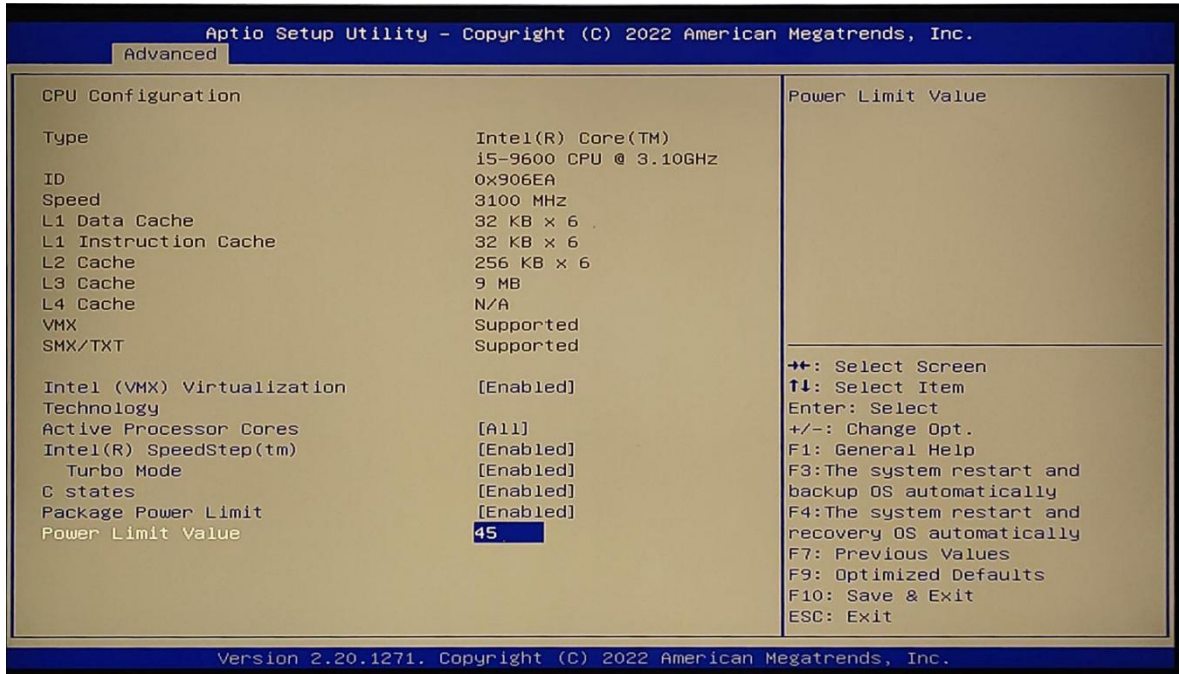 Aptio Setup Utility – Copyright (C) 2022 American Megatrends, Inc.
Advanced
CPU Configuration
Type Intel(R) Core(TM)
i5-9600 CPU @ 3.10GHz
ID 0x906EA
Speed 3100 MHz
L1 Data Cache 32 KB x 6
L1 Instruction Cache 32 KB x 6
L2 Cache 256 KB x 6
L3 Cache 9 MB
L4 Cache N/A
VMX Supported
SMX/TXT Supported
Intel (VMX) Virtualization [Enabled]
Technology
Active Processor Cores [All]
Intel(R) SpeedStep(tm) [Enabled]
Turbo Mode [Enabled]
C states [Enabled]
Package Power Limit [Enabled]
Power Limit Value 45
Power Limit Value
→←: Select Screen
↑↓: Select Item
Enter: Select
+/-: Change Opt.
F1: General Help
F3:The system restart and
backup OS automatically
F4:The system restart and
recovery OS automatically
F7: Previous Values
F9: Optimized Defaults
F10: Save & Exit
ESC: Exit
Version 2.20.1271. Copyright (C) 2022 American Megatrends, Inc.